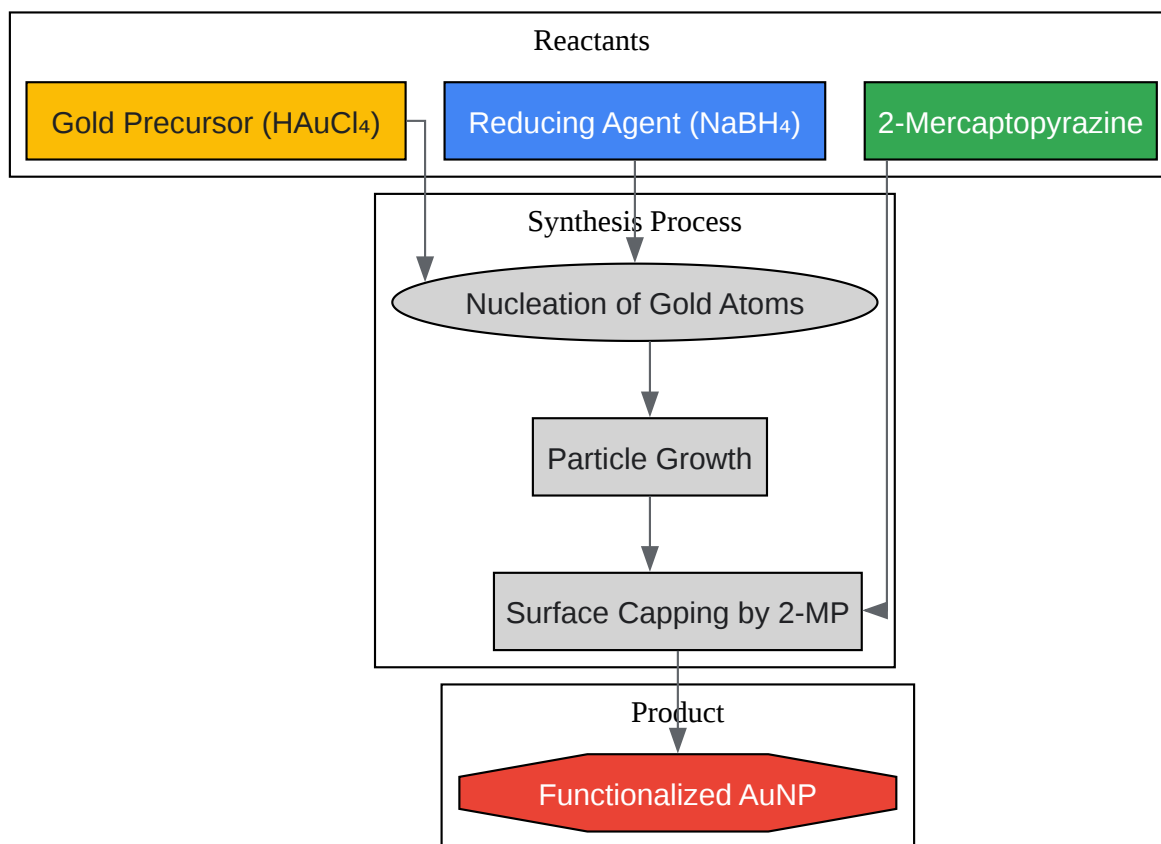 Reactants
Gold Precursor (HAuCl₄)
Reducing Agent (NaBH₄)
2-Mercaptopyrazine
Synthesis Process
Nucleation of Gold Atoms
Particle Growth
Surface Capping by 2-MP
Product
Functionalized AuNP